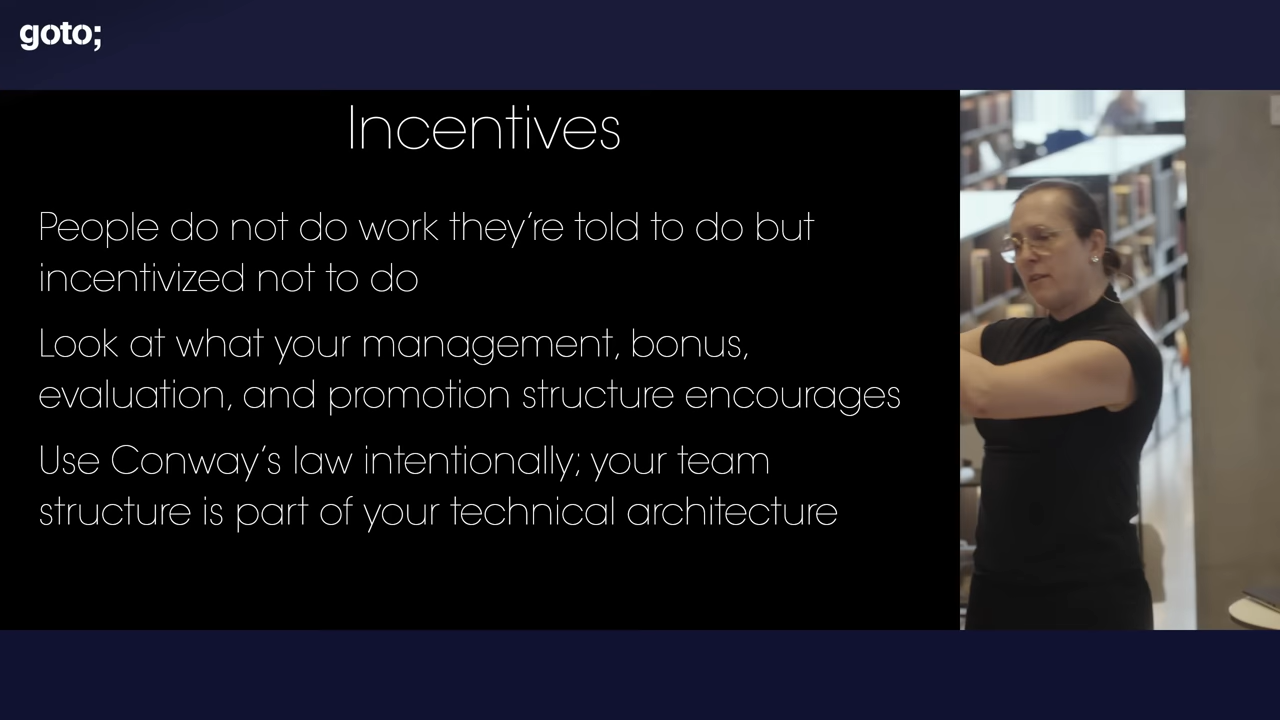 goto;
Incentives
People do not do work they're told to do but
incentivized not to do
Look at what your management, bonus,
evaluation, and promotion structure encourages
Use Conway's law intentionally; your team
structure is part of your technical architecture